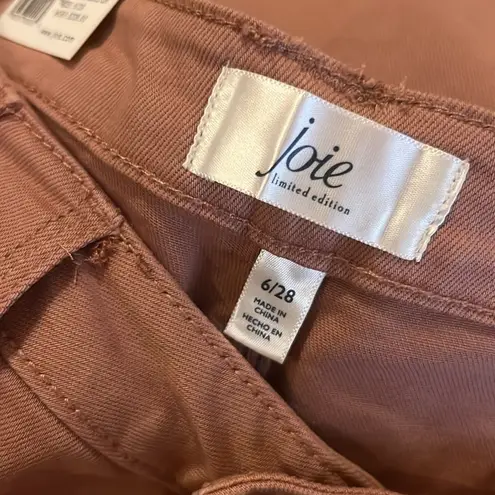 joie
limited edition
6/28
MADE IN
CHINA
HECHO EN
CHINA